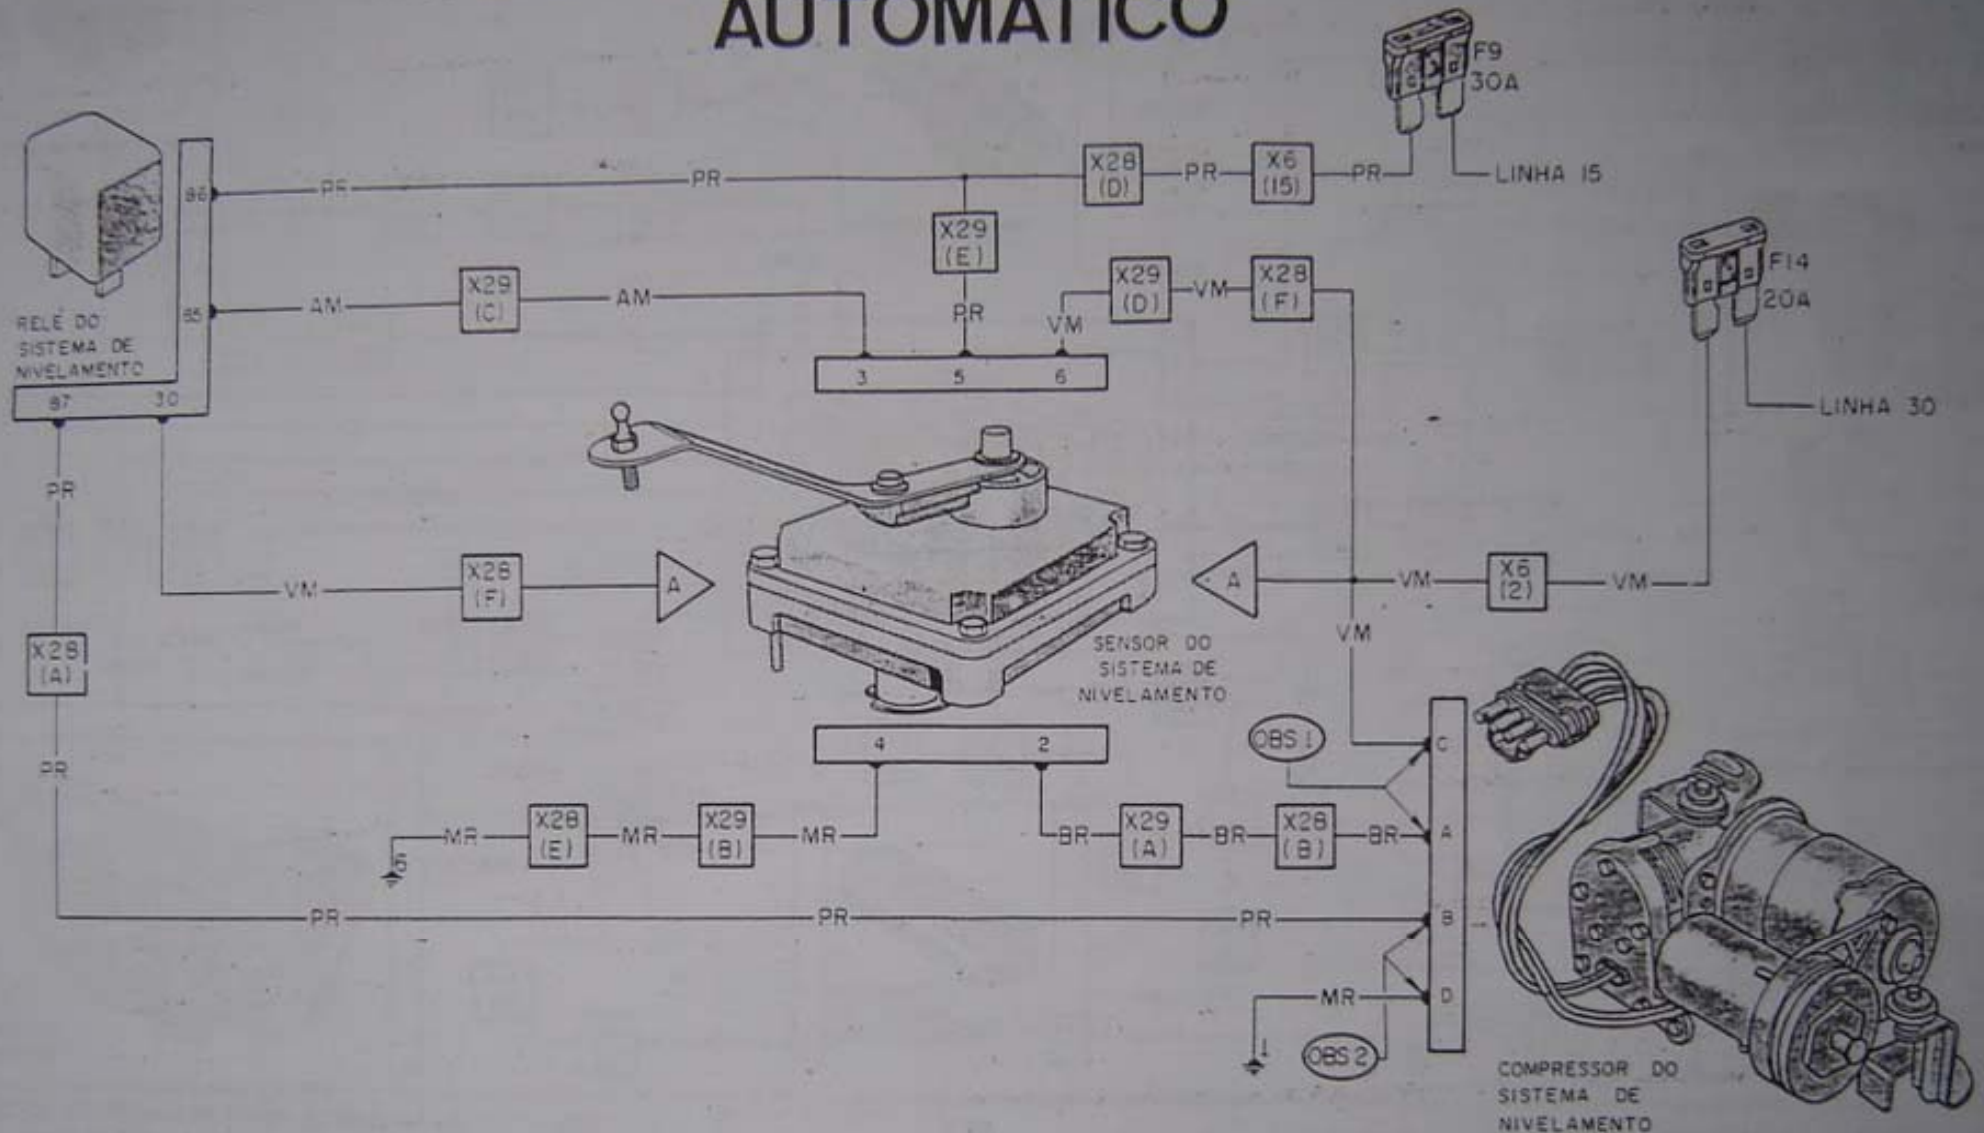 AUTOMÁTICO
F9
30A
LINHA 15
F14
20A
LINHA 30
86
PR
PR
X28
(D)
PR
X6
(15)
PR
X29
(E)
PR
85
AM
X29
(C)
AM
VM
X29
(D)
VM
X28
(F)
RELÉ DO
SISTEMA DE
NIVELAMENTO
87
30
3
5
6
PR
VM
X28
(F)
A
A
VM
X6
(2)
VM
VM
X28
(A)
PR
SENSOR DO
SISTEMA DE
NIVELAMENTO
4
2
OBS 1
C
MR
X28
(E)
MR
X29
(B)
MR
BR
X29
(A)
BR
X28
(B)
BR
A
PR
PR
PR
B
MR
D
OBS 2
1
COMPRESSOR DO
SISTEMA DE
NIVELAMENTO